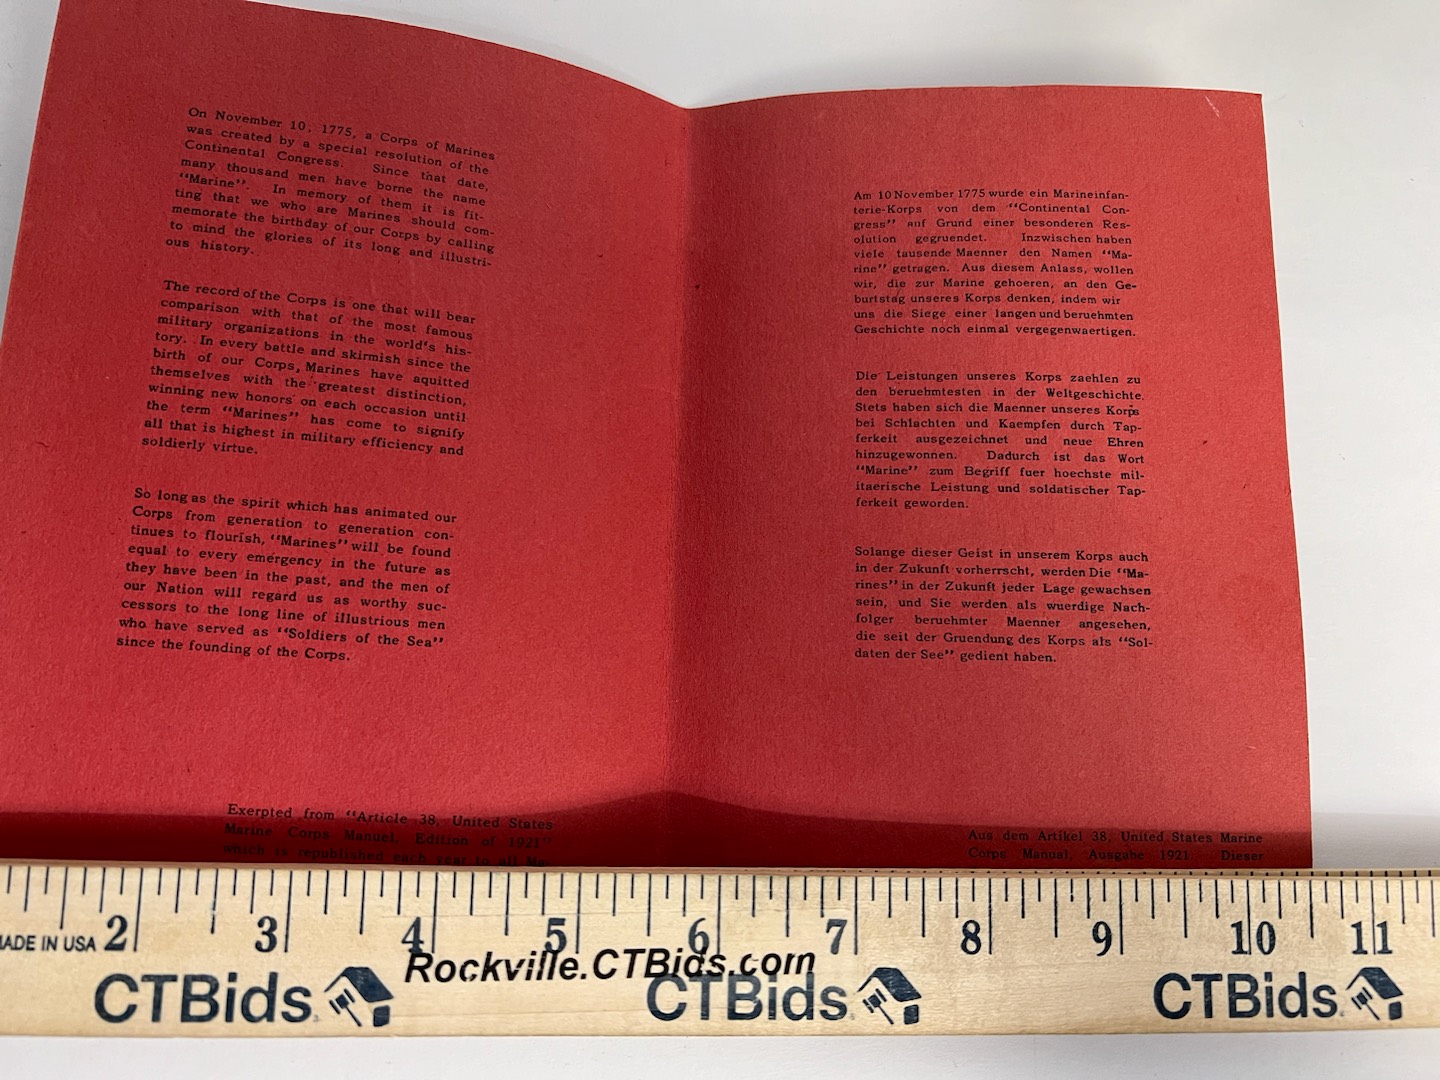 On November 10, 1775, a Corps of Marines
was created by a special resolution of the
Continental Congress. Since that date,
many thousand men have borne the name
"Marine". In memory of them it is fit-
ting that we who are Marines should com-
memorate the birthday of our Corps by calling
to mind the glories of its long and illustri-
ous history.
The record of the Corps is one that will bear
comparison with that of the most famous
military organizations in the world's his-
tory. In every battle and skirmish since the
birth of our Corps, Marines have aquitted
themselves with the greatest distinction,
winning new honors on each occasion until
the term "Marines" has come to signify
all that is highest in military efficiency and
soldierly virtue.
So long as the spirit which has animated our
Corps from generation to generation con-
tinues to flourish, "Marines" will be found
equal to every emergency in the future as
they have been in the past, and the men of
our Nation will regard us as worthy suc-
cessors to the long line of illustrious men
who have served as "Soldiers of the Sea"
since the founding of the Corps.
Exerpted from "Article 38, United States
Marine Corps Manuel, Edition of 1921"
which is republished each year to all Ma-
Am 10 November 1775 wurde ein Marineinfan-
terie-Korps von dem "Continental Con-
gress" auf Grund einer besonderen Res-
olution gegruendet. Inzwischen haben
viele tausende Maenner den Namen "Ma-
rine" getragen. Aus diesem Anlass, wollen
wir, die zur Marine gehoeren, an den Ge-
burtstag unseres Korps denken, indem wir
uns die Siege einer langen und beruehmten
Geschichte noch einmal vergegenwaertigen.
Die Leistungen unseres Korps zaehlen zu
den beruehmtesten in der Weltgeschichte.
Stets haben sich die Maenner unseres Korps
bei Schlachten und Kaempfen durch Tap-
ferkeit ausgezeichnet und neue Ehren
hinzugewonnen. Dadurch ist das Wort
"Marine" zum Begriff fuer hoechste mil-
itaerische Leistung und soldatischer Tap-
ferkeit geworden.
Solange dieser Geist in unserem Korps auch
in der Zukunft vorherrscht, werden Die "Ma-
rines" in der Zukunft jeder Lage gewachsen
sein, und Sie werden als wuerdige Nach-
folger beruehmter Maenner angesehen,
die seit der Gruendung des Korps als "Sol-
daten der See" gedient haben.
Aus dem Artikel 38, United States Marine
Corps Manual, Ausgabe 1921 Dieser
MADE IN USA 2 3 4 5 6 7 8 9 10 11
Rockville.CTBids.com
CTBids CTBids CTBids